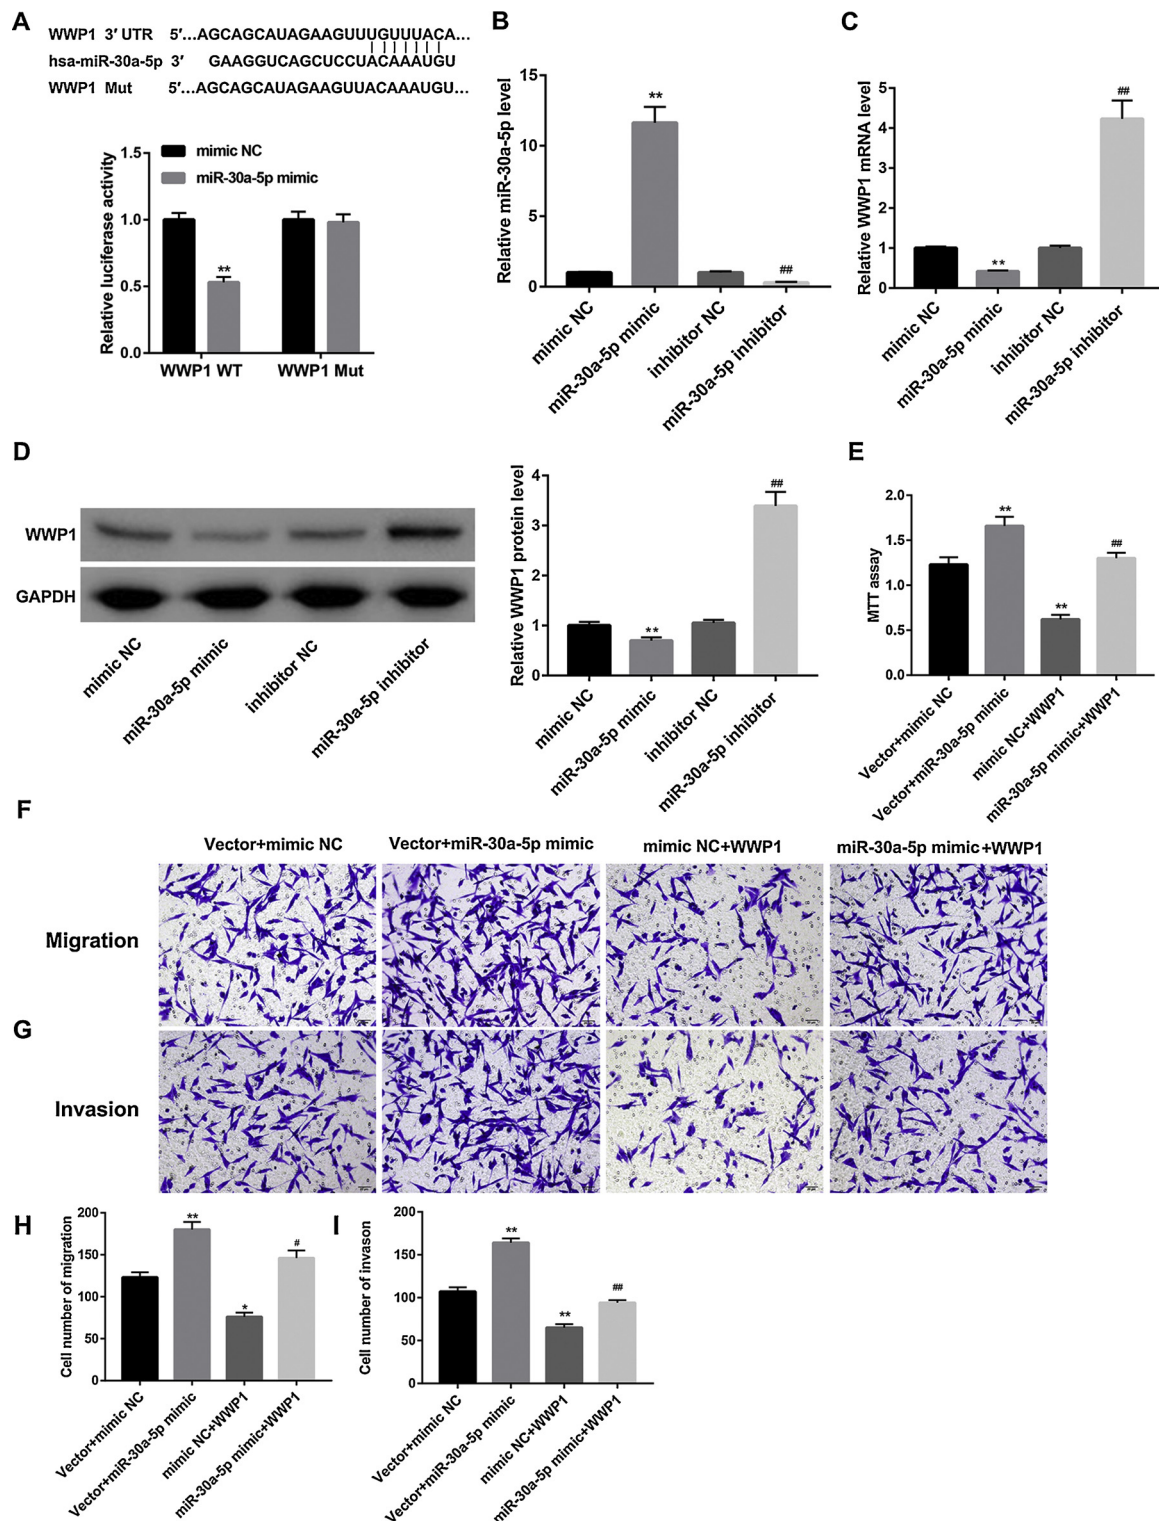 A
WWP1 3′ UTR 5′...AGCAGCAUAGAAGUUUGUUUACA...
hsa-miR-30a-5p 3′ GAAGGUCAGCUCCUACAAAUGU
WWP1 Mut 5′...AGCAGCAUAGAAGUUACAAAUGU...
mimic NC
miR-30a-5p mimic
Relative luciferase activity
1.5
1.0
0.5
0.0
**
WWP1 WT
WWP1 Mut
B
Relative miR-30a-5p level
15
10
5
0
**
##
mimic NC
miR-30a-5p mimic
inhibitor NC
miR-30a-5p inhibitor
C
Relative WWP1 mRNA level
5
4
3
2
1
0
**
##
mimic NC
miR-30a-5p mimic
inhibitor NC
miR-30a-5p inhibitor
D
WWP1
GAPDH
mimic NC
miR-30a-5p mimic
inhibitor NC
miR-30a-5p inhibitor
Relative WWP1 protein level
4
3
2
1
0
**
##
mimic NC
miR-30a-5p mimic
inhibitor NC
miR-30a-5p inhibitor
E
MTT assay
2.0
1.5
1.0
0.5
0.0
**
**
##
Vector+mimic NC
Vector+miR-30a-5p mimic
mimic NC+WWP1
miR-30a-5p mimic+WWP1
F
Vector+mimic NC
Vector+miR-30a-5p mimic
mimic NC+WWP1
miR-30a-5p mimic+WWP1
Migration
G
Invasion
H
Cell number of migration
200
150
100
50
0
**
*
#
Vector+mimic NC
Vector+miR-30a-5p mimic
mimic NC+WWP1
miR-30a-5p mimic+WWP1
I
Cell number of invason
200
150
100
50
0
**
**
##
Vector+mimic NC
Vector+miR-30a-5p mimic
mimic NC+WWP1
miR-30a-5p mimic+WWP1